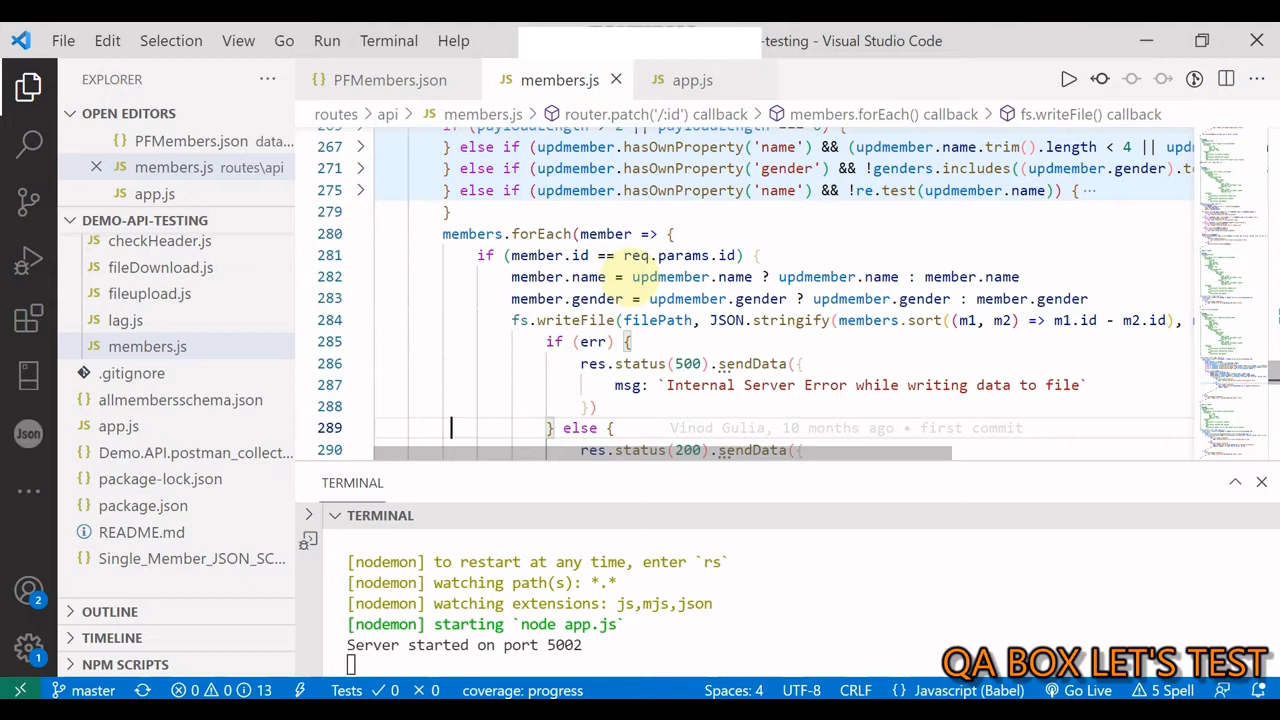 File Edit Selection View Go Run Terminal Help
-testing - Visual Studio Code
EXPLORER
PFMembers.json members.js app.js
OPEN EDITORS
PFMembers.json data...
members.js routes\api
app.js
DEMO-API-TESTING
checkHeader.js
fileDownload.js
fileupload.js
lag.js
members.js
.gitignore
allmembersschema.json
app.js
Demo.API.postman_collect...
package-lock.json
package.json
README.md
Single_Member_JSON_SC...
OUTLINE
TIMELINE
NPM SCRIPTS
Json
2
1
routes > api > members.js > router.patch('/:id') callback > members.forEach() callback > fs.writeFile() callback
267 } else if (updmember.hasOwnProperty('name') && (updmember.name.trim().length < 4 || upd
271 } else if (updmember.hasOwnProperty('gender') && !genders.includes((updmember.gender).t
275 } else if (updmember.hasOwnProperty('name') && !re.test(updmember.name)) { ...
279 }
280 members.forEach(member => {
281 if (member.id == req.params.id) {
282 member.name = updmember.name ? updmember.name : member.name
283 member.gender = updmember.gender ? updmember.gender : member.gender
284 fs.writeFile(filePath, JSON.stringify(members.sort((m1, m2) => m1.id - m2.id),
285 if (err) {
286 res.status(500).sendData(
287 msg: `Internal Server Error while writing data to file`
288 })
289 } else { Vinod Gulia, 10 months ago • first commit
290 res.status(200).sendData(
TERMINAL
TERMINAL
[nodemon] to restart at any time, enter `rs`
[nodemon] watching path(s): *.*
[nodemon] watching extensions: js,mjs,json
[nodemon] starting `node app.js`
Server started on port 5002
QA BOX LET'S TEST
master 0 0 13 Tests 0 0 coverage: progress Spaces: 4 UTF-8 CRLF Javascript (Babel) Go Live 5 Spell